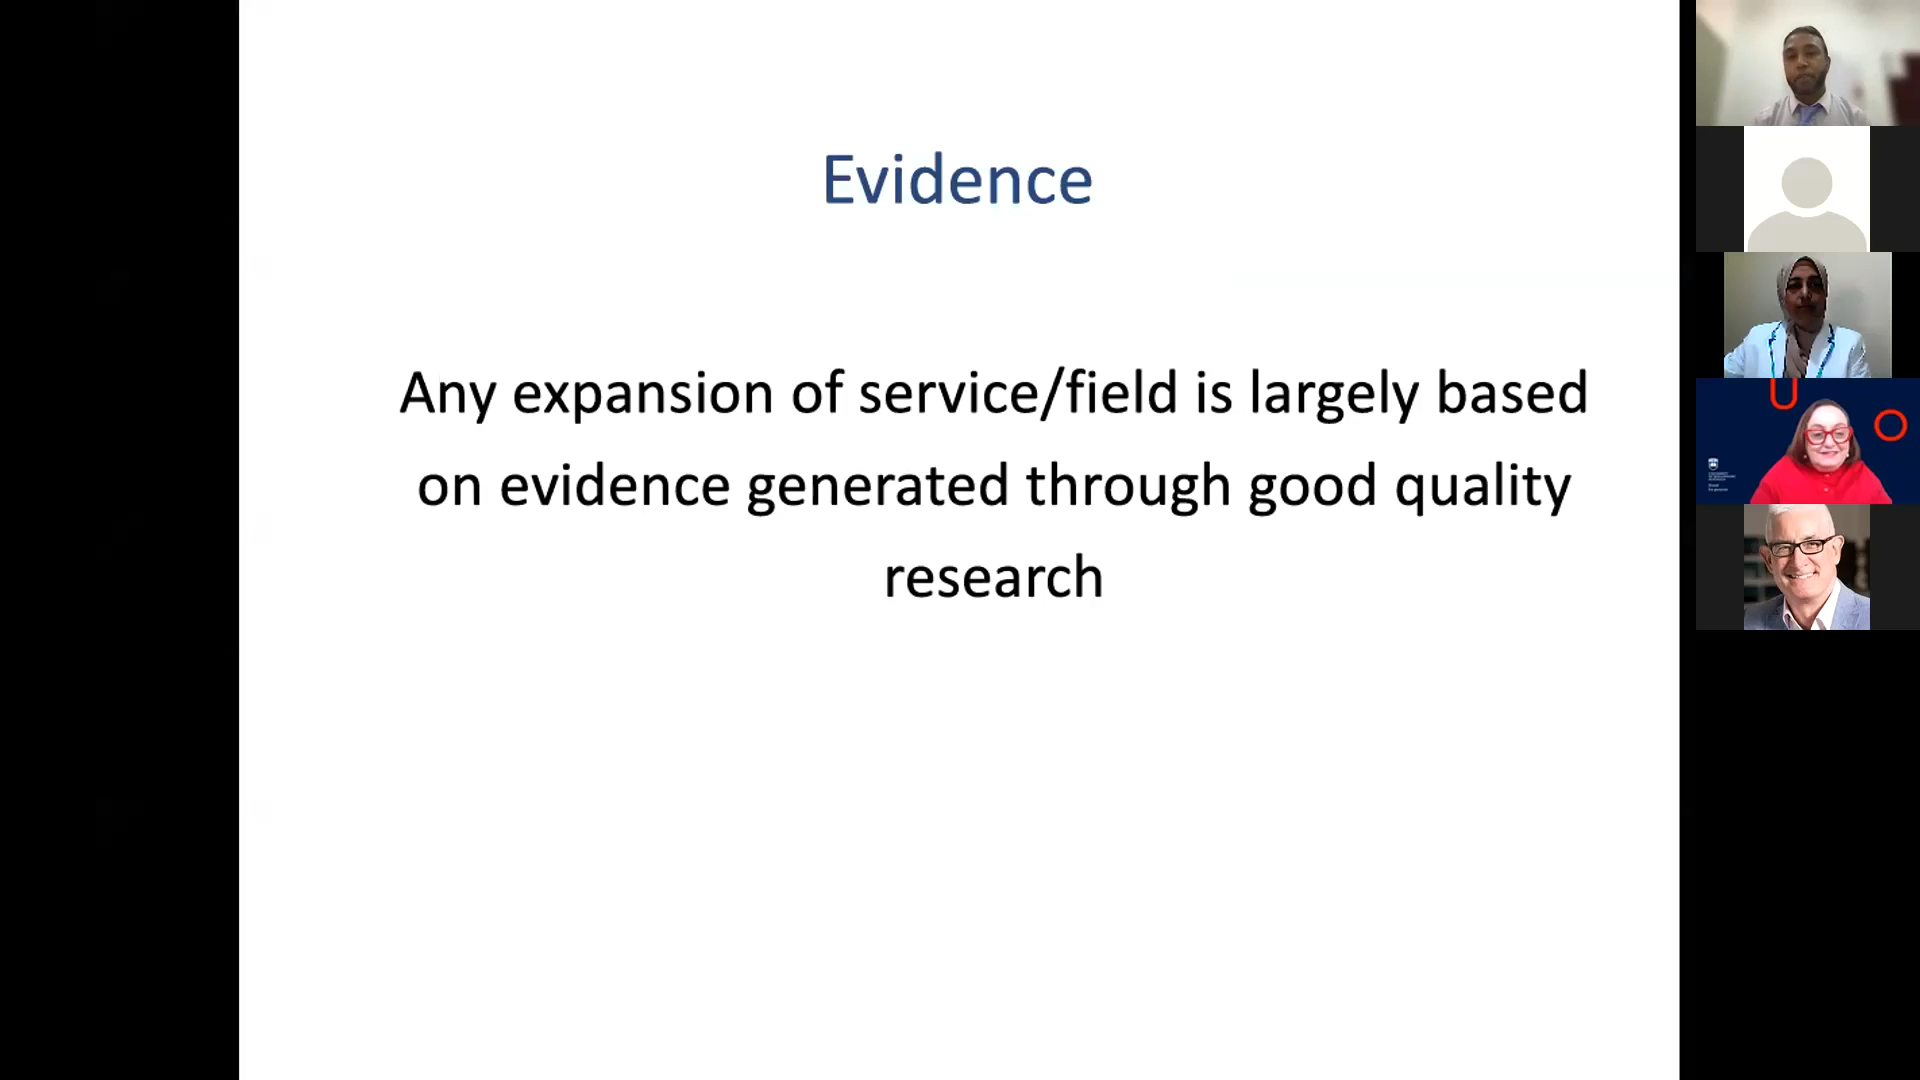 Evidence
Any expansion of service/field is largely based
on evidence generated through good quality
research